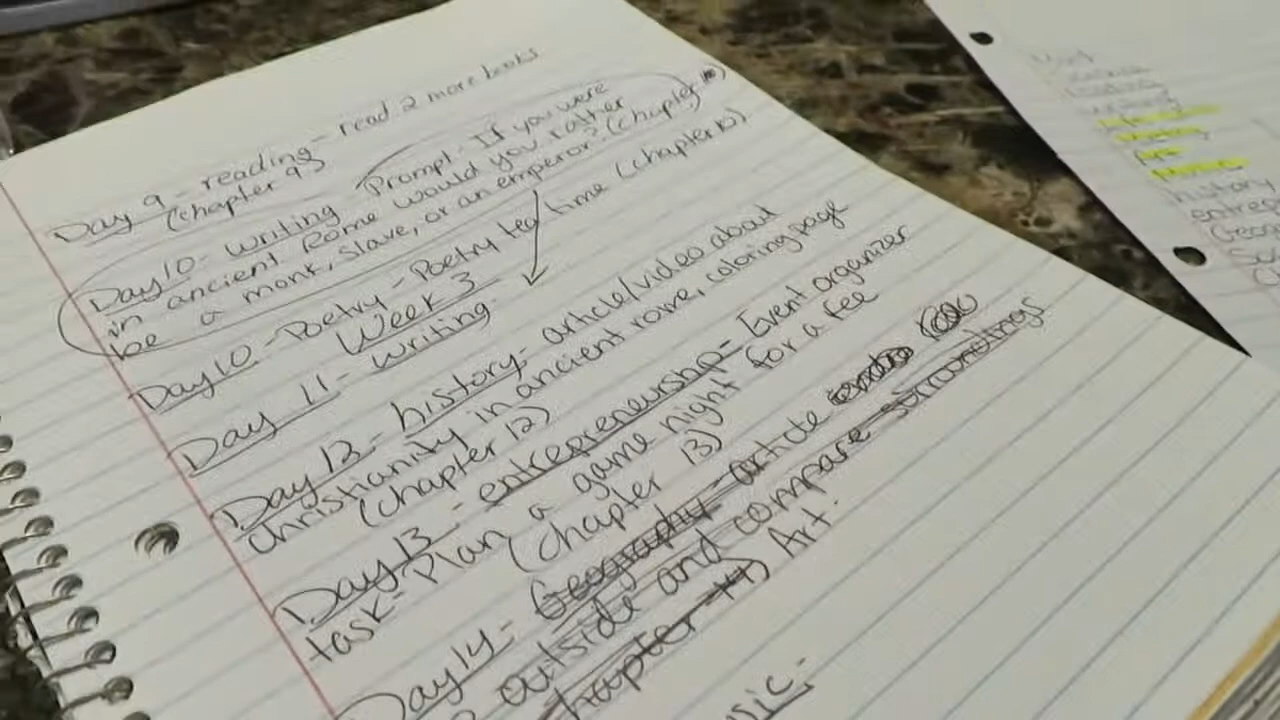 Day 9 - reading - read 2 more books
(chapter 9)
Day 10 - writing Prompt - If you were
in ancient Rome would you rather
be a monk, slave, or an emperor? (chapter
Day 10 - Poetry - Poetry tea time (chapter 10)
Week 3
Day 11 - writing
Day 12 - history - article/video about
Christianity in ancient rome, coloring page
(chapter 12)
Day 13 - entrepreneurship - Event organizer
task - Plan a game night for a fee
(chapter 13)
Day 14 - Geography - article
outside and compare surroundings
chapter 14) Art.
sic -
history